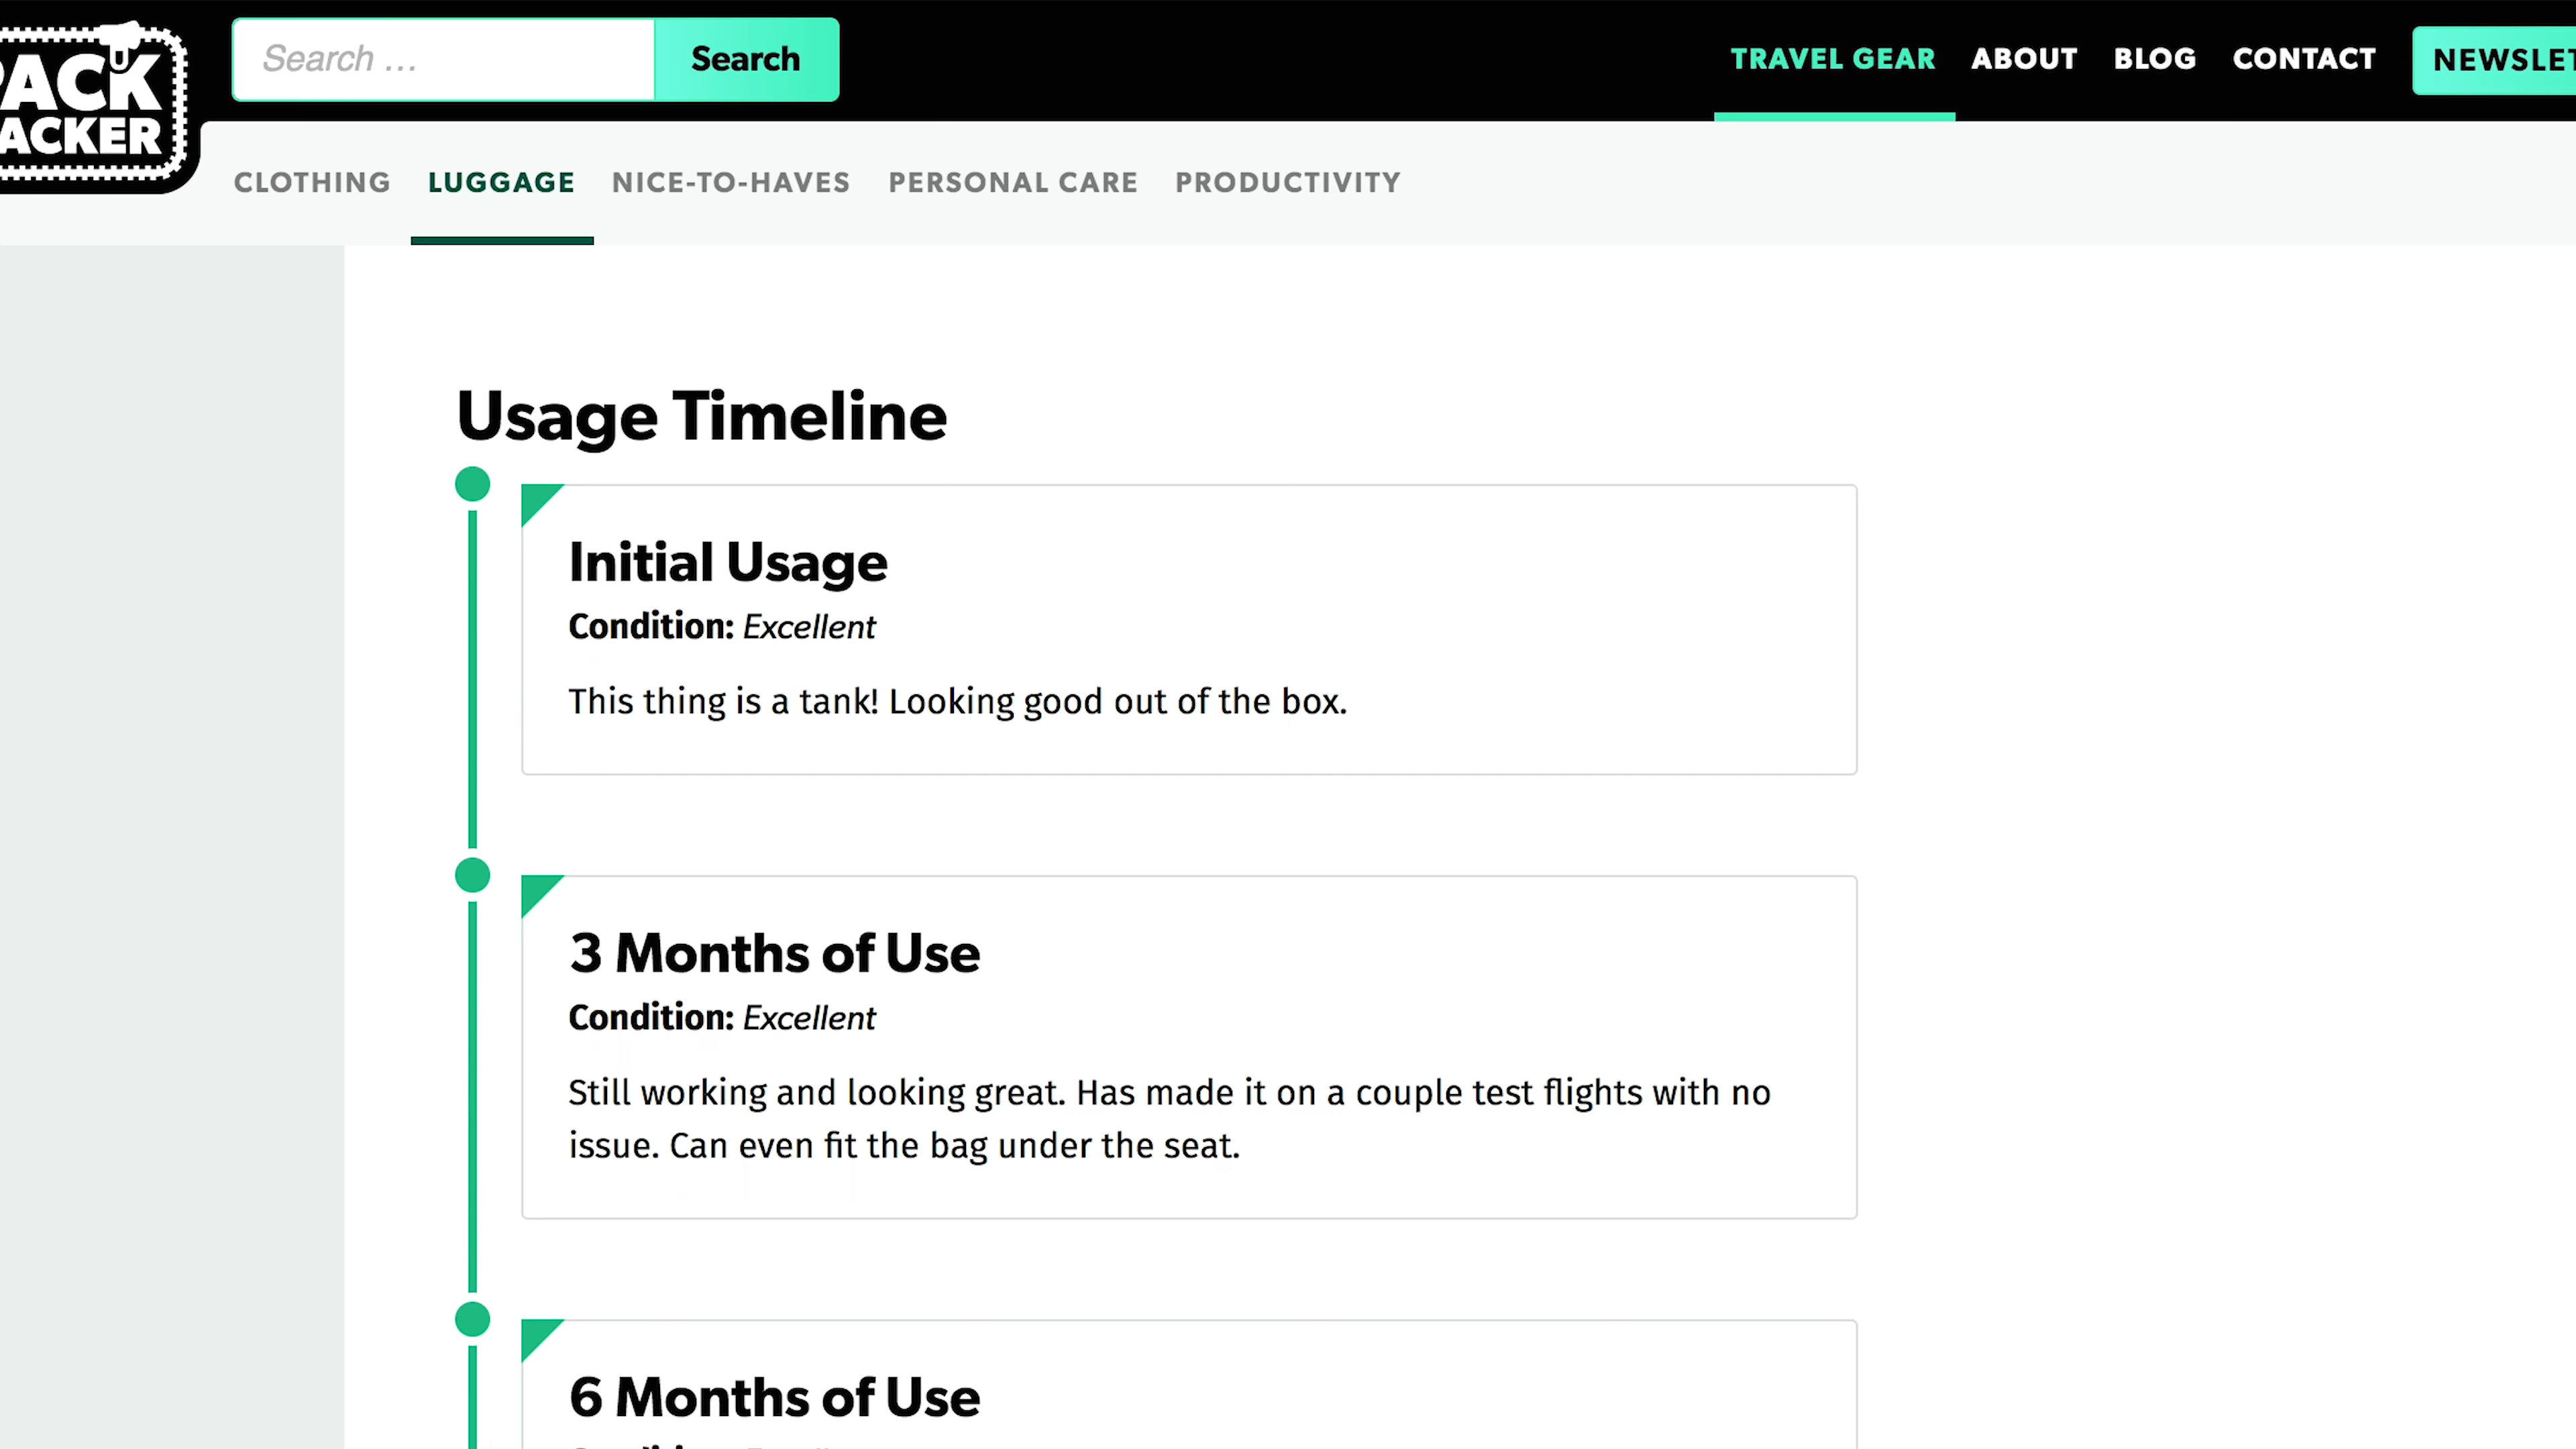 PACK
HACKER
Search ...
Search
TRAVEL GEAR
ABOUT
BLOG
CONTACT
CLOTHING
LUGGAGE
NICE-TO-HAVES
PERSONAL CARE
PRODUCTIVITY
Usage Timeline
Initial Usage
Condition: Excellent
This thing is a tank! Looking good out of the box.
3 Months of Use
Condition: Excellent
Still working and looking great. Has made it on a couple test flights with no
issue. Can even fit the bag under the seat.
6 Months of Use